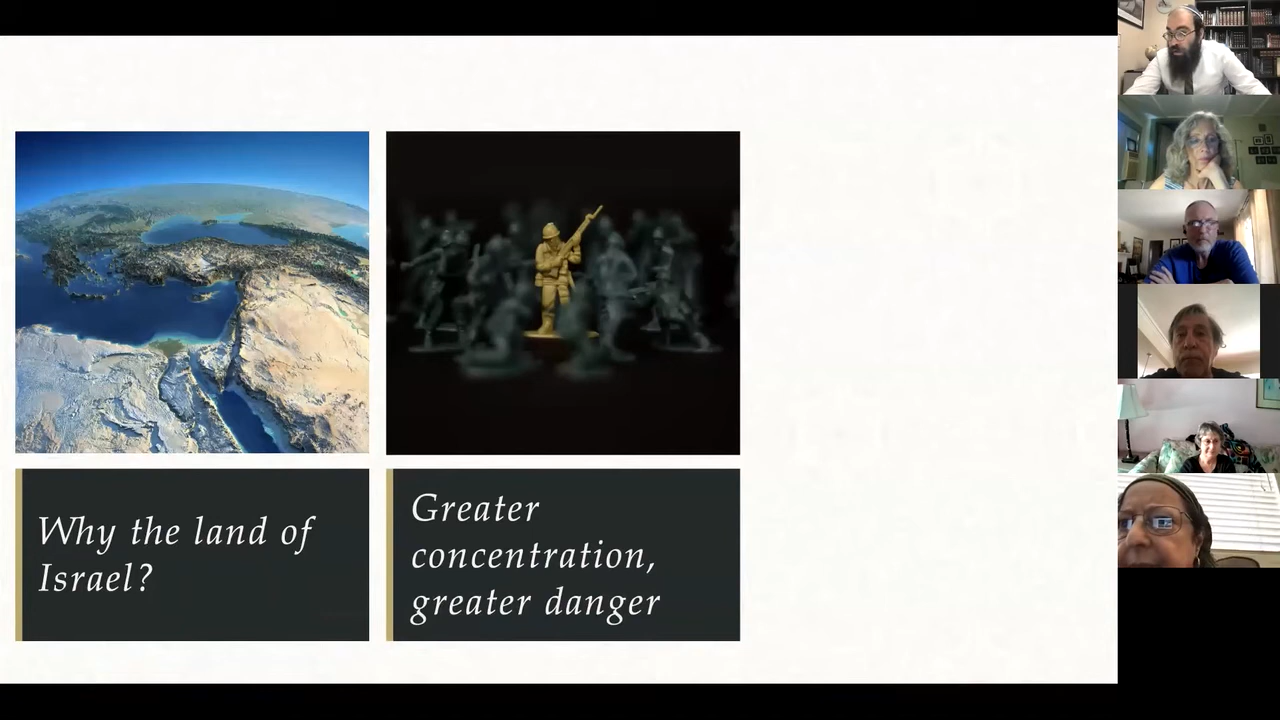 Why the land of
Israel?
Greater
concentration,
greater danger